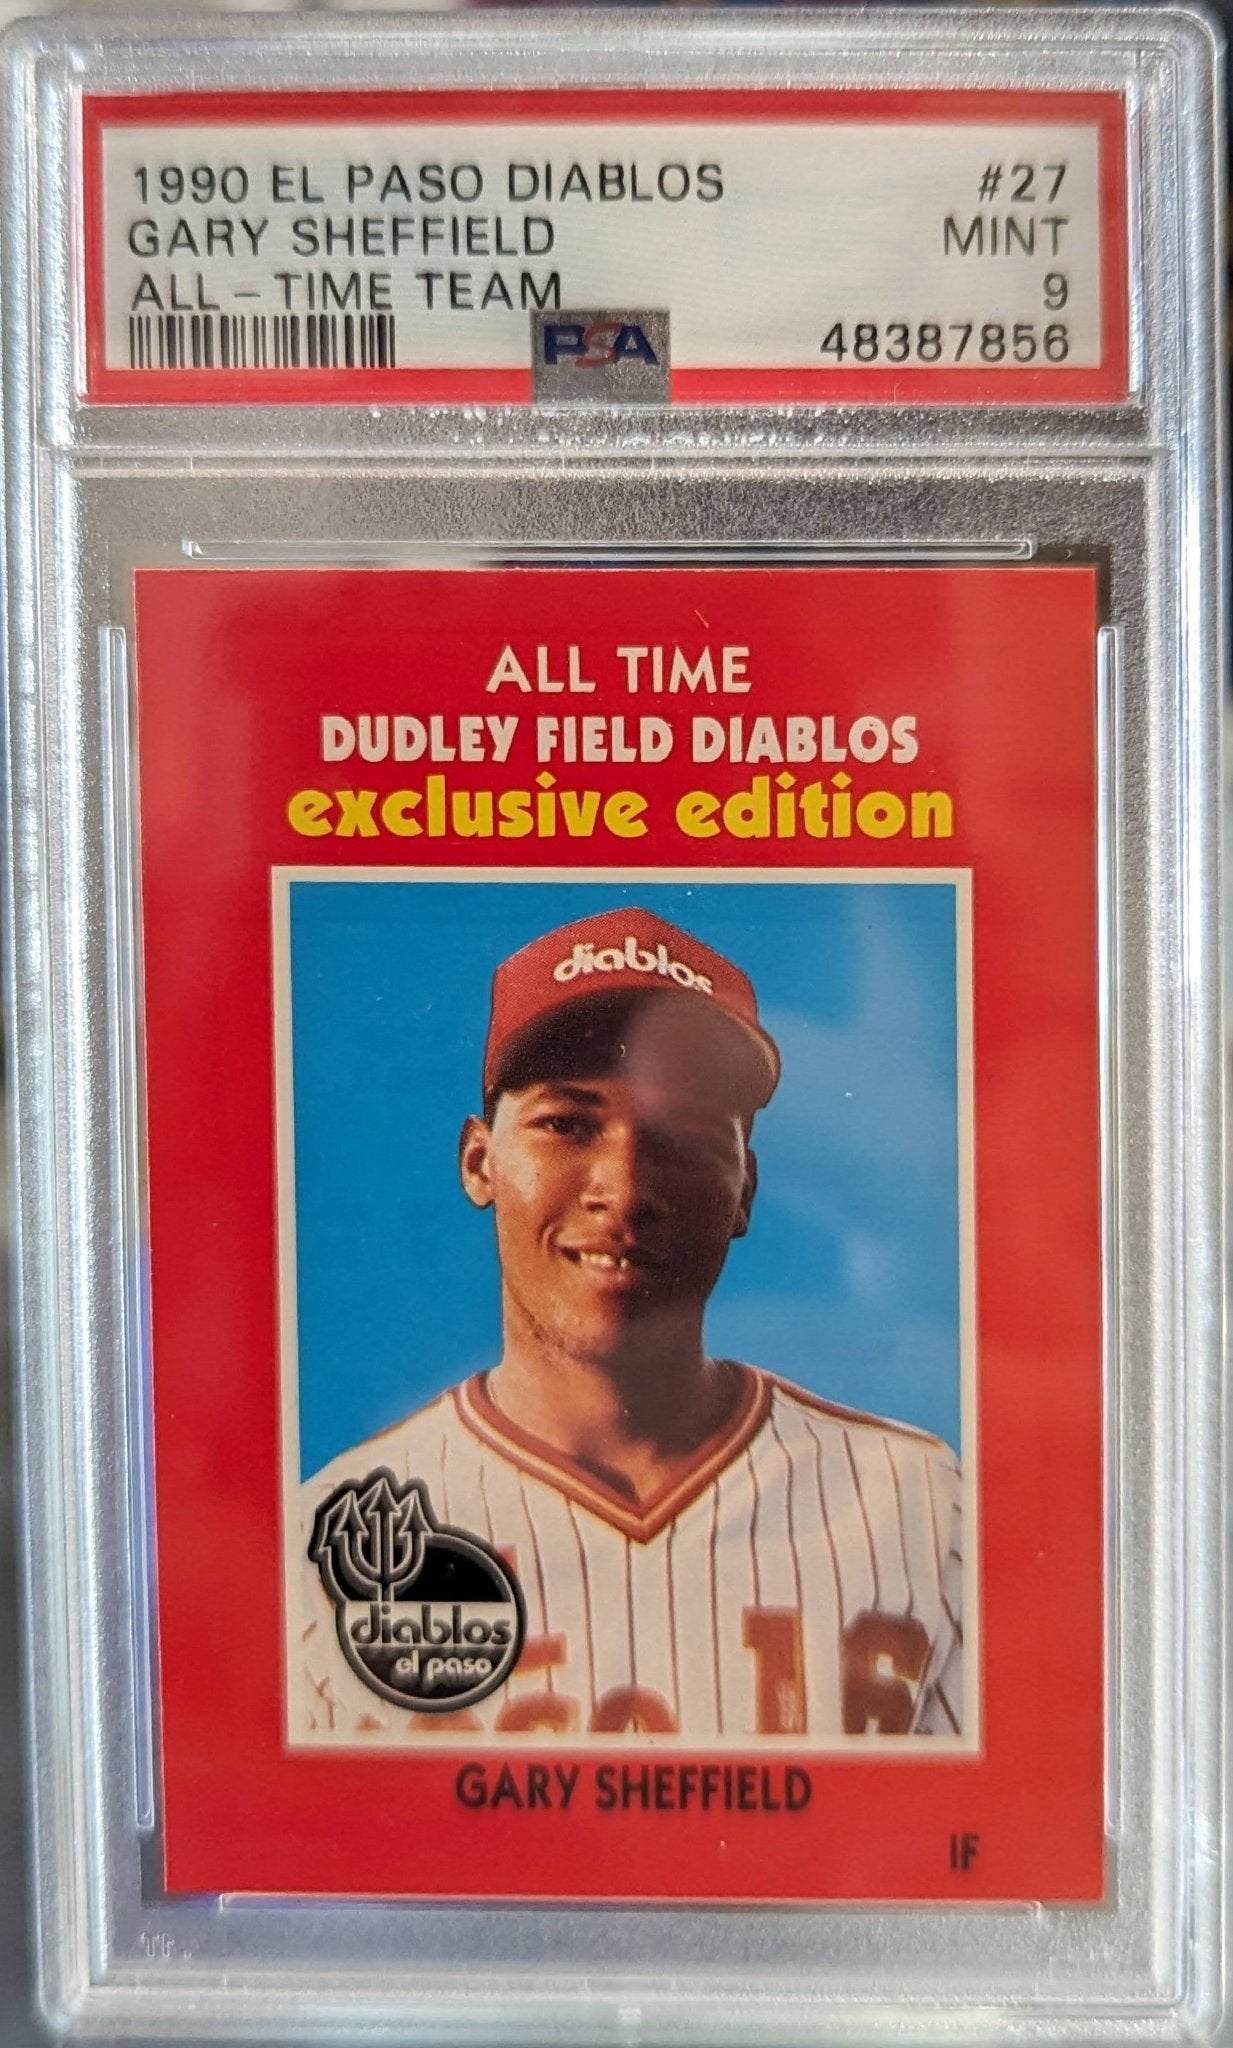 1990 EL PASO DIABLOS #27
GARY SHEFFIELD MINT
ALL - TIME TEAM 9
PSA 48387856
ALL TIME
DUDLEY FIELD DIABLOS
exclusive edition
diablos
diablos
el paso
16
GARY SHEFFIELD
IF